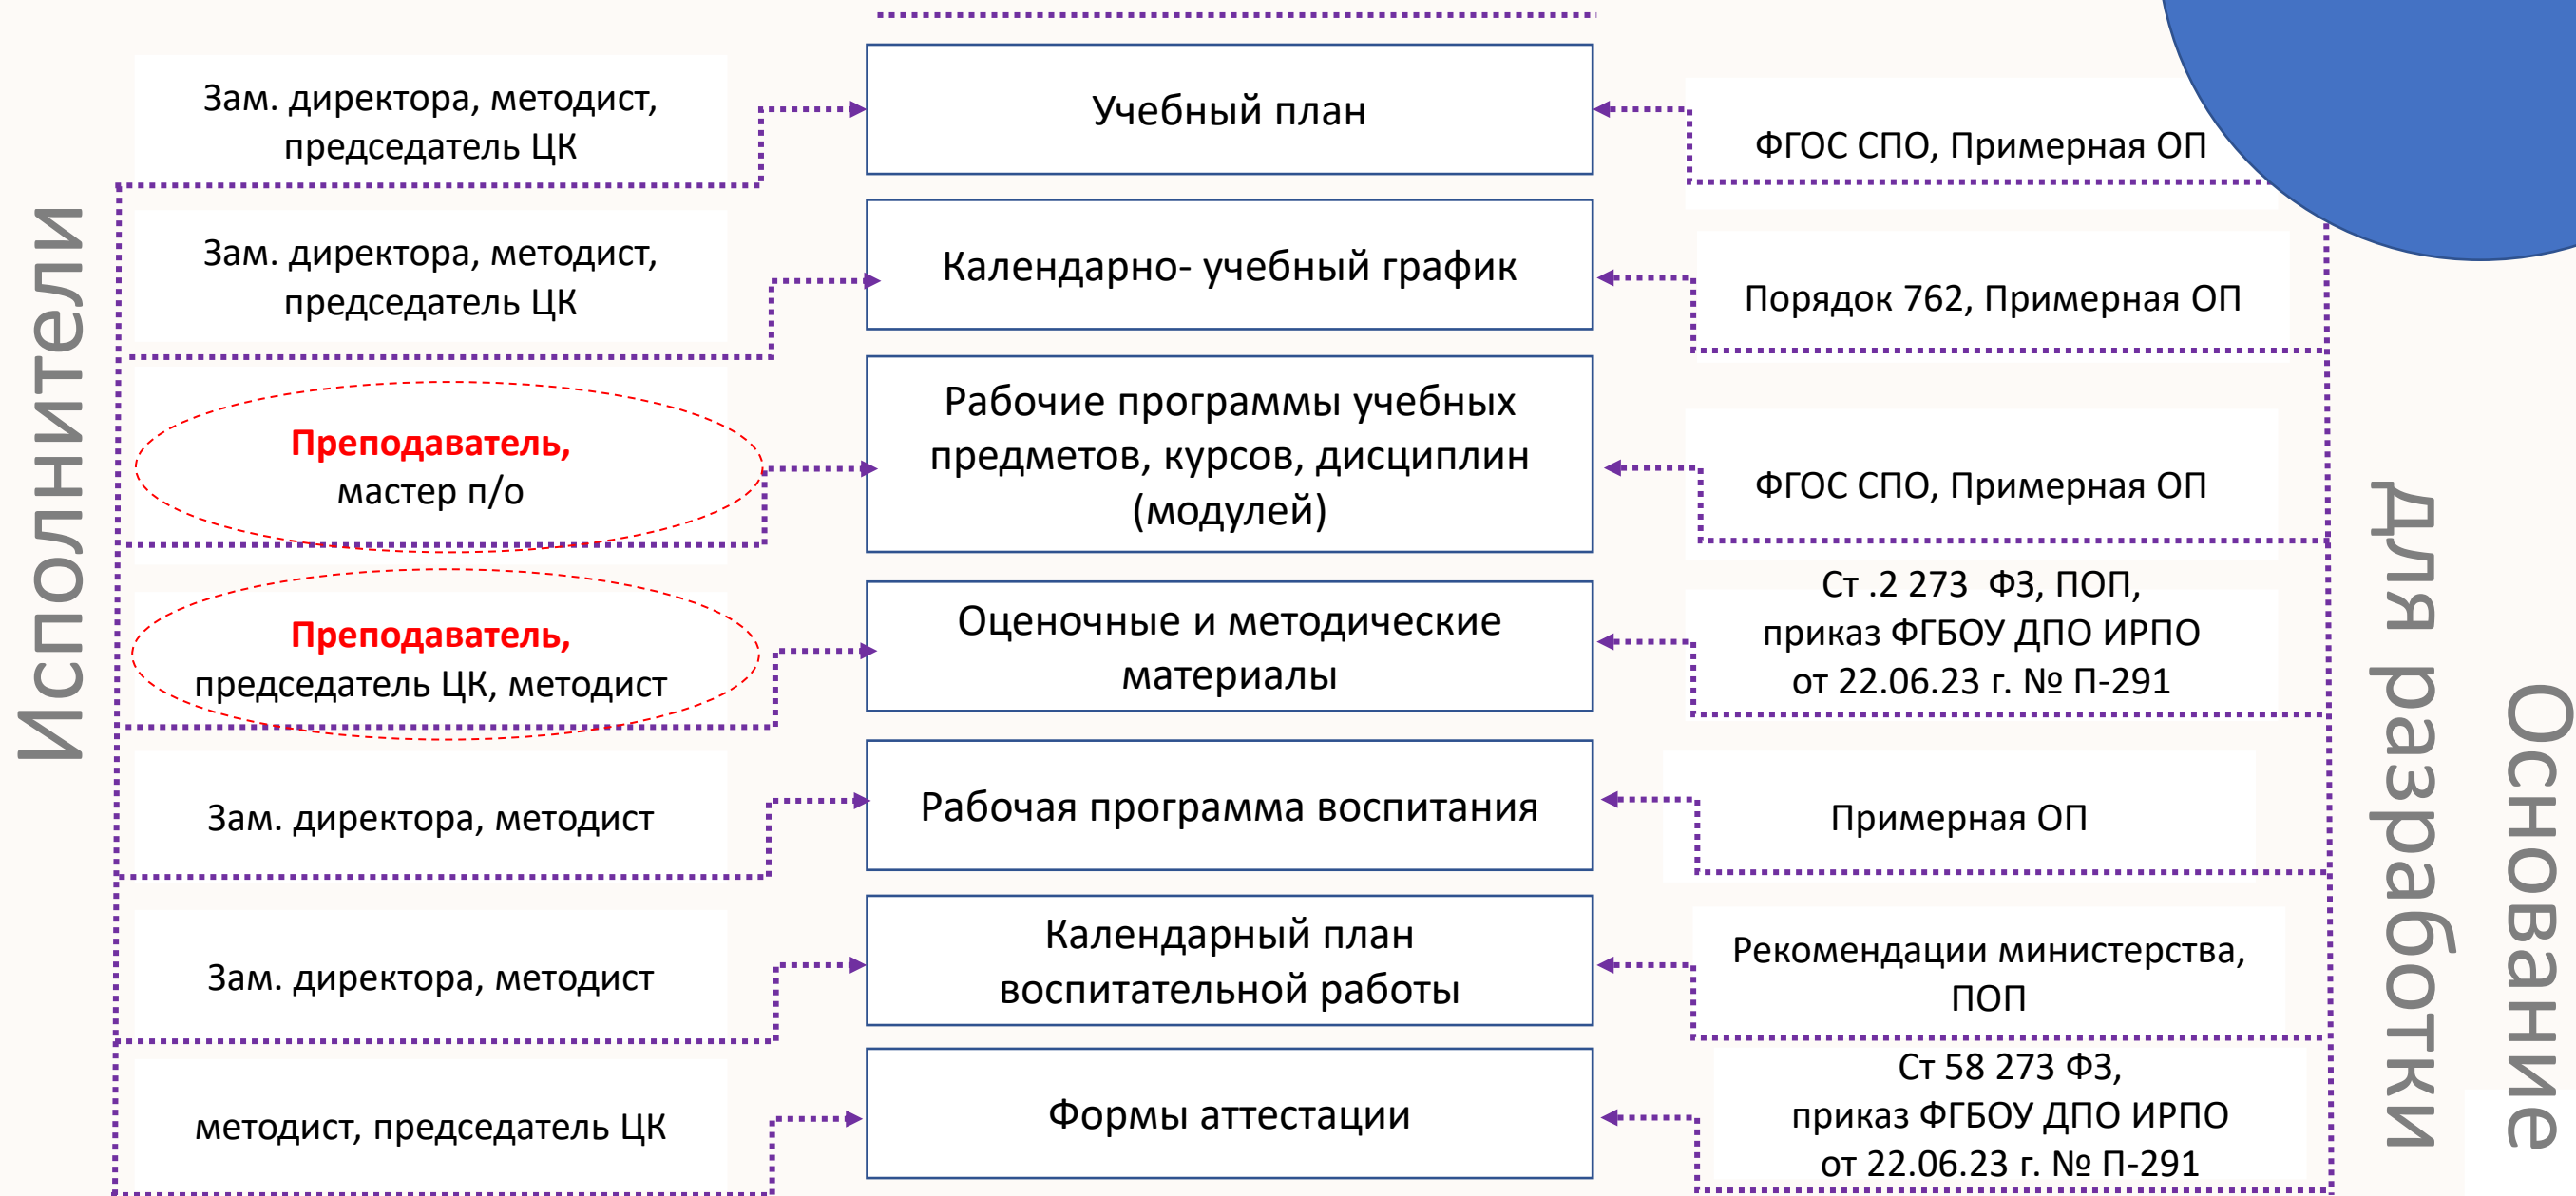 Исполнители
Зам. директора, методист,
председатель ЦК
Учебный план
ФГОС СПО, Примерная ОП
Зам. директора, методист,
председатель ЦК
Календарно- учебный график
Порядок 762, Примерная ОП
Преподаватель,
мастер п/о
Рабочие программы учебных
предметов, курсов, дисциплин
(модулей)
ФГОС СПО, Примерная ОП
Преподаватель,
председатель ЦК, методист
Оценочные и методические
материалы
Ст .2 273  ФЗ, ПОП,
приказ ФГБОУ ДПО ИРПО
от 22.06.23 г. № П-291
Зам. директора, методист
Рабочая программа воспитания
Примерная ОП
Зам. директора, методист
Календарный план
воспитательной работы
Рекомендации министерства,
ПОП
методист, председатель ЦК
Формы аттестации
Ст 58 273 ФЗ,
приказ ФГБОУ ДПО ИРПО
от 22.06.23 г. № П-291
Основание
для разработки